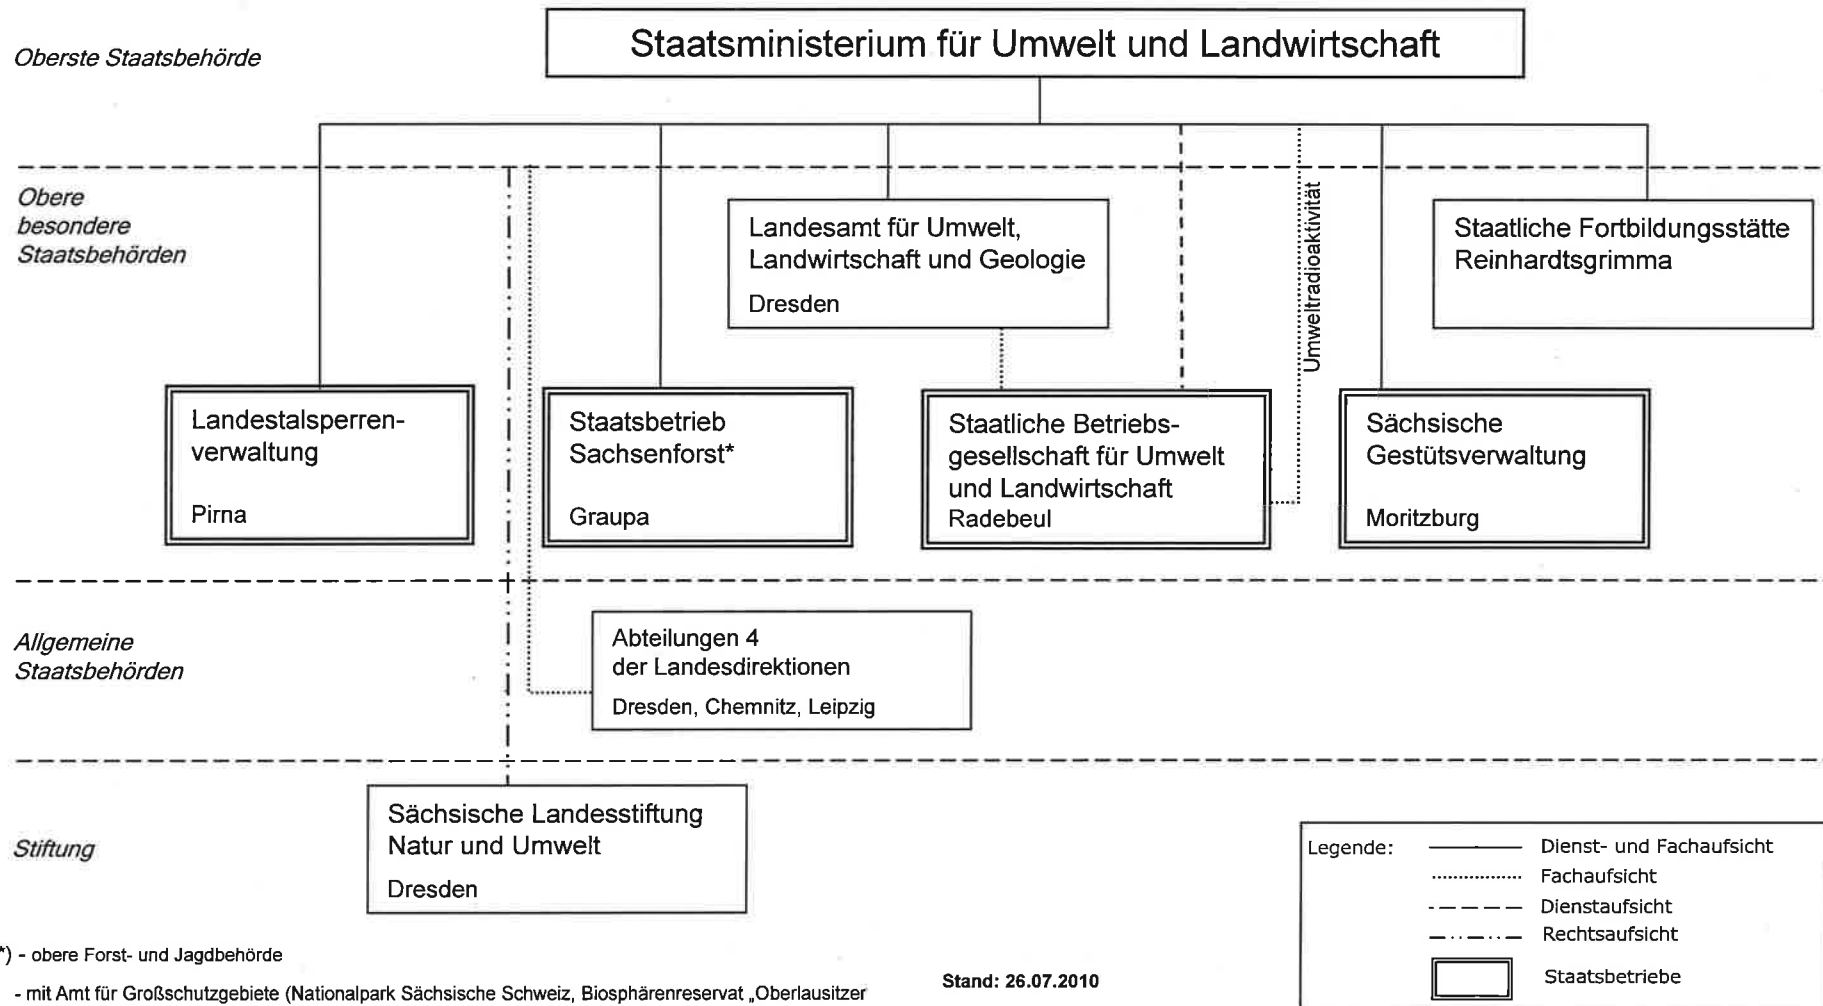 Oberste Staatsbehörde
Staatsministerium für Umwelt und Landwirtschaft
Obere
besondere
Staatsbehörden
Landesamt für Umwelt,
Landwirtschaft und Geologie
Dresden
Umweltradioaktivität
Staatliche Fortbildungsstätte
Reinhardtsgrimma
Landestalsperren-
verwaltung
Pirna
Staatsbetrieb
Sachsenforst*
Graupa
Staatliche Betriebs-
gesellschaft für Umwelt
und Landwirtschaft
Radebeul
Sächsische
Gestütsverwaltung
Moritzburg
Allgemeine
Staatsbehörden
Abteilungen 4
der Landesdirektionen
Dresden, Chemnitz, Leipzig
Stiftung
Sächsische Landesstiftung
Natur und Umwelt
Dresden
Legende:
Dienst- und Fachaufsicht
Fachaufsicht
Dienstaufsicht
Rechtsaufsicht
Staatsbetriebe
*) - obere Forst- und Jagdbehörde
- mit Amt für Großschutzgebiete (Nationalpark Sächsische Schweiz, Biosphärenreservat „Oberlausitzer
Stand: 26.07.2010